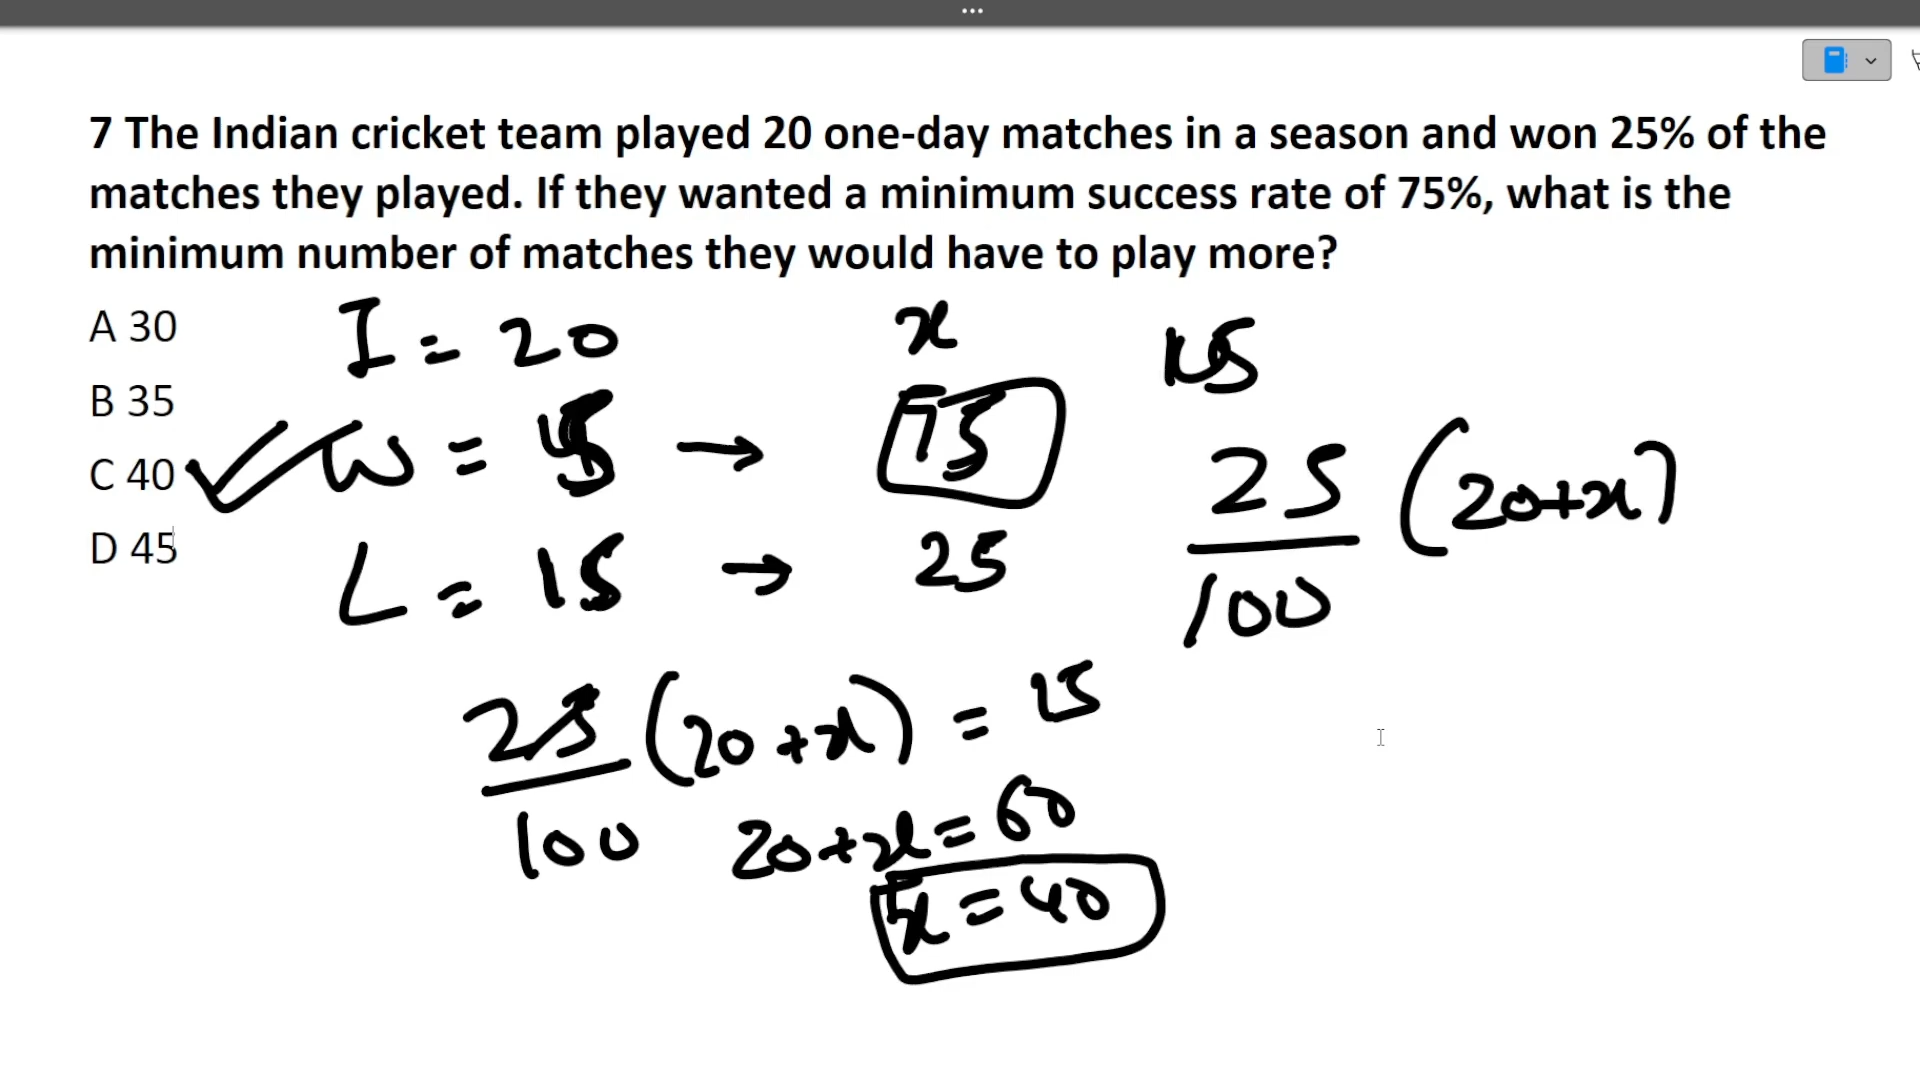 7 The Indian cricket team played 20 one-day matches in a season and won 25% of the
matches they played. If they wanted a minimum success rate of 75%, what is the
minimum number of matches they would have to play more?
A 30
B 35
C 40
D 45
I = 20
x
15
W = 5 → 75
L = 15 → 25
25/100 (20+x)
25/100 (20+x) = 15
20+x = 60
x = 40